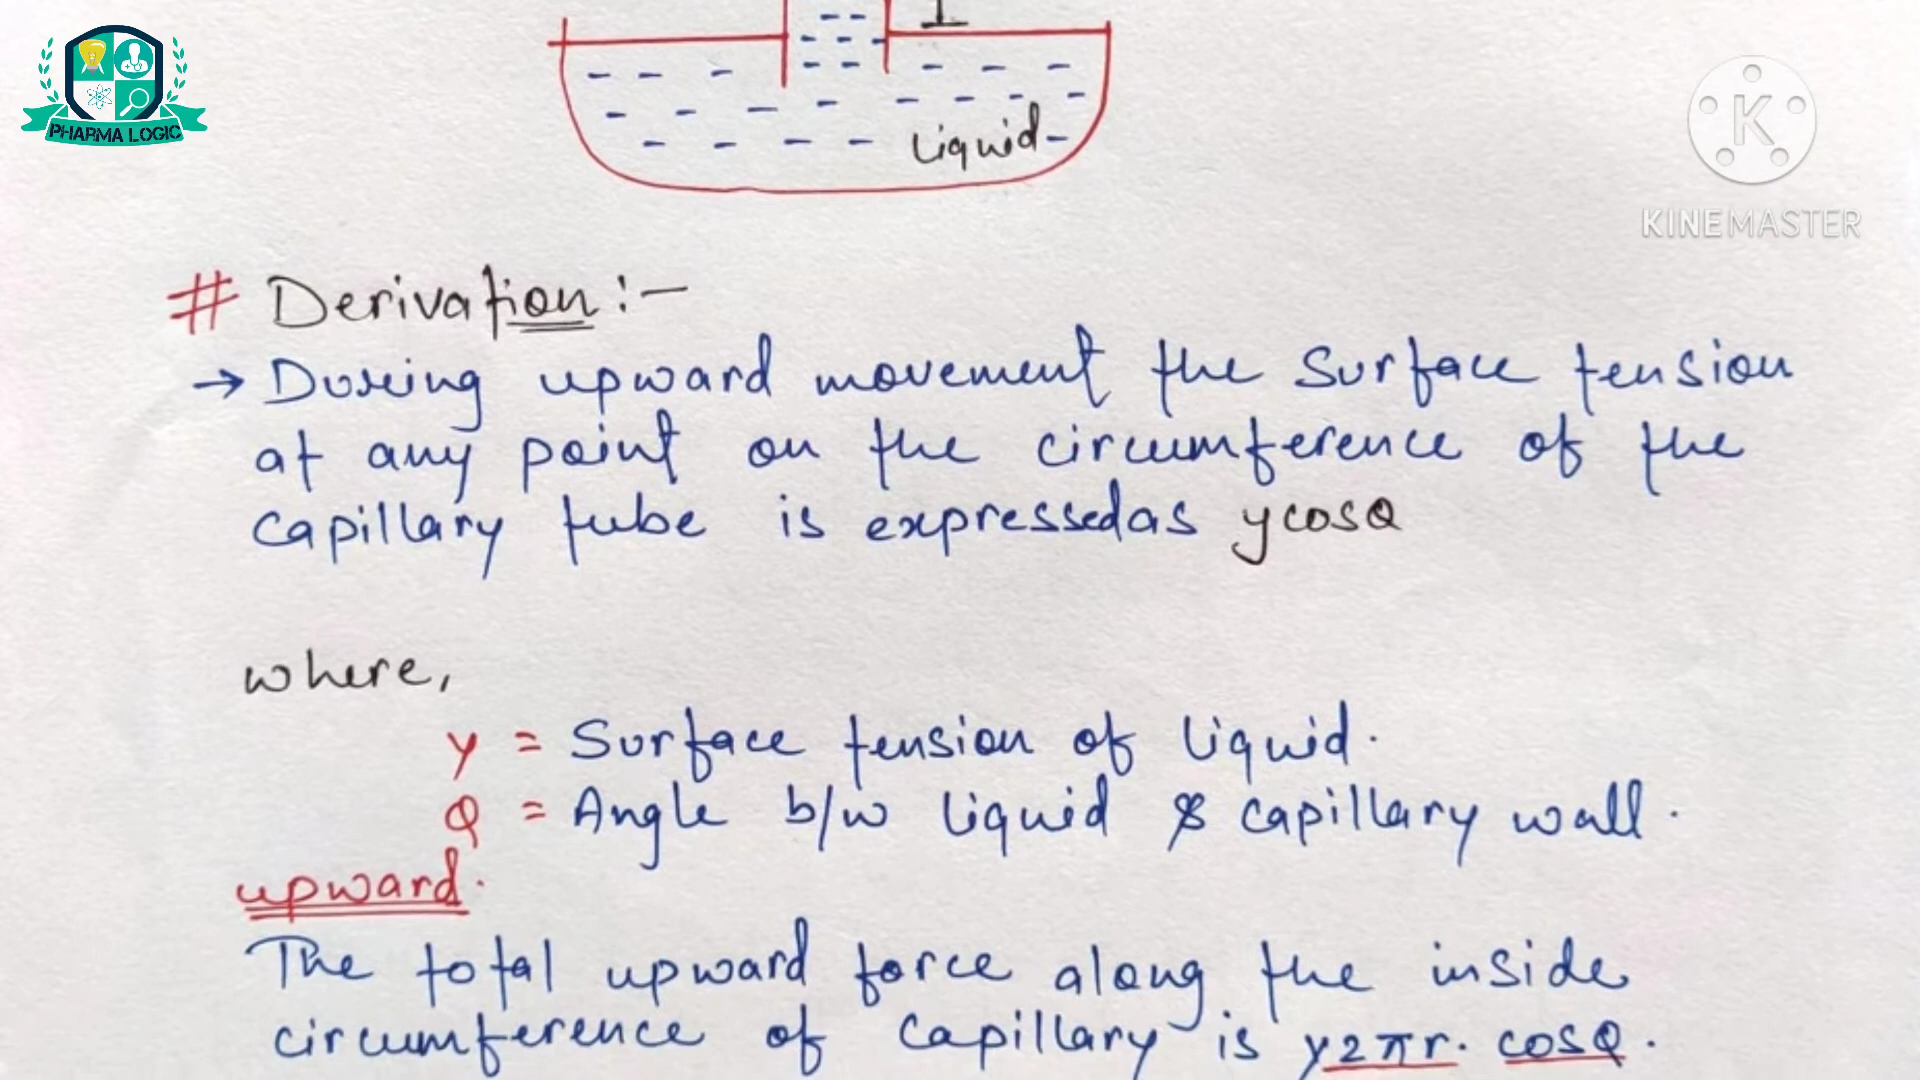 PHARMA LOGIC
KINEMASTER
Liquid
# Derivation :-
→ During upward movement the surface tension
at any point on the circumference of the
capillary tube is expressed as γ cosθ
where,
γ = Surface tension of liquid.
θ = Angle b/w liquid & capillary wall.
upward.
The total upward force along the inside
circumference of capillary is γ2πr. cosθ.